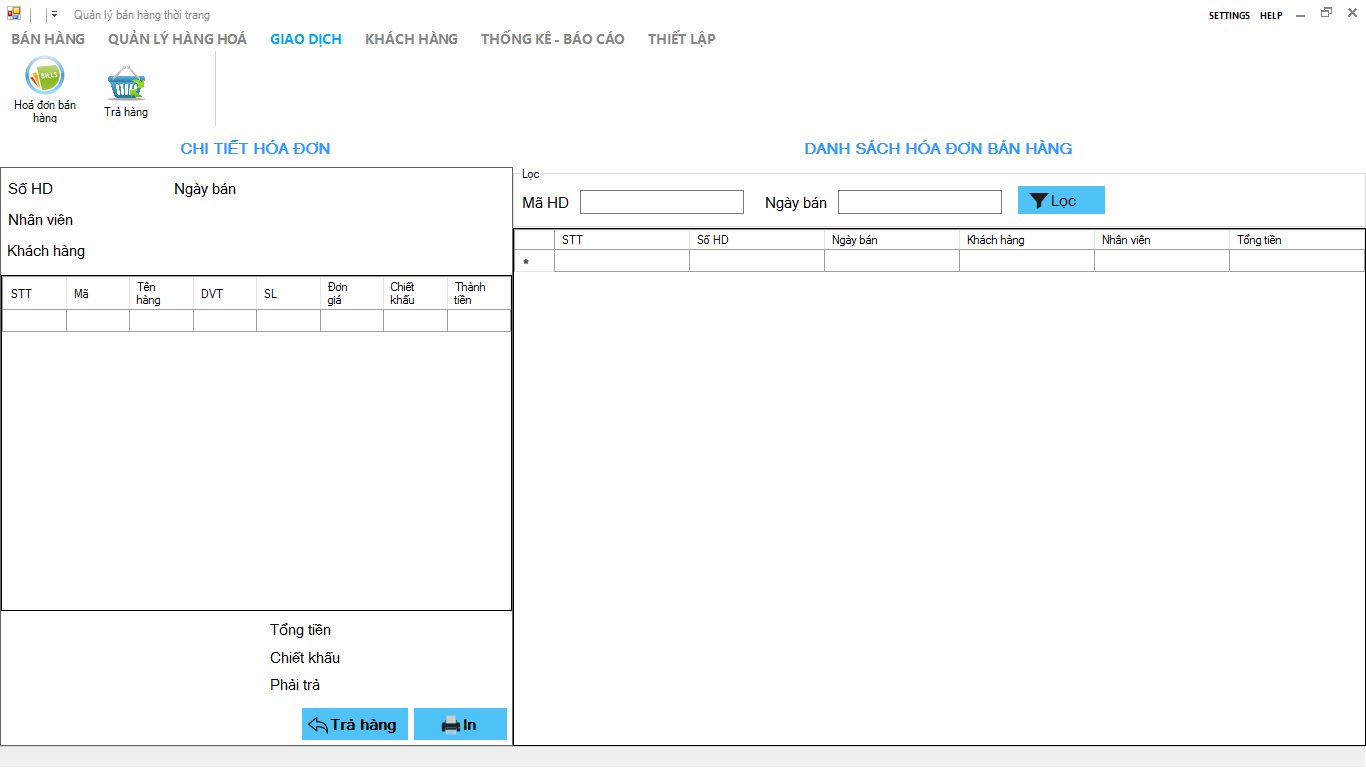 Quản lý bán hàng thời trang
SETTINGS HELP
BÁN HÀNG QUẢN LÝ HÀNG HOÁ GIAO DỊCH KHÁCH HÀNG THỐNG KÊ - BÁO CÁO THIẾT LẬP
BILLS
Hoá đơn bán
hàng
Trả hàng
CHI TIẾT HÓA ĐƠN
Số HD Ngày bán
Nhân viên
Khách hàng
STT Mã Tên hàng DVT SL Đơn giá Chiết khấu Thành tiền
Tổng tiền
Chiết khấu
Phải trả
Trả hàng In
DANH SÁCH HÓA ĐƠN BÁN HÀNG
Lọc
Mã HD Ngày bán Lọc
STT Số HD Ngày bán Khách hàng Nhân viên Tổng tiền
*